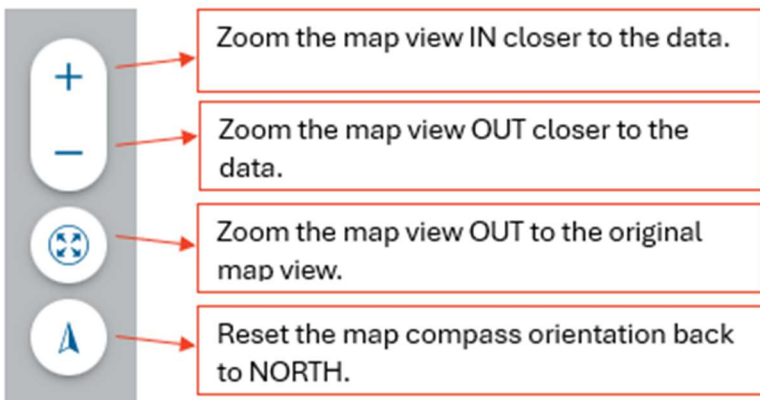 Zoom the map view IN closer to the data.
Zoom the map view OUT closer to the
data.
Zoom the map view OUT to the original
map view.
Reset the map compass orientation back
to NORTH.